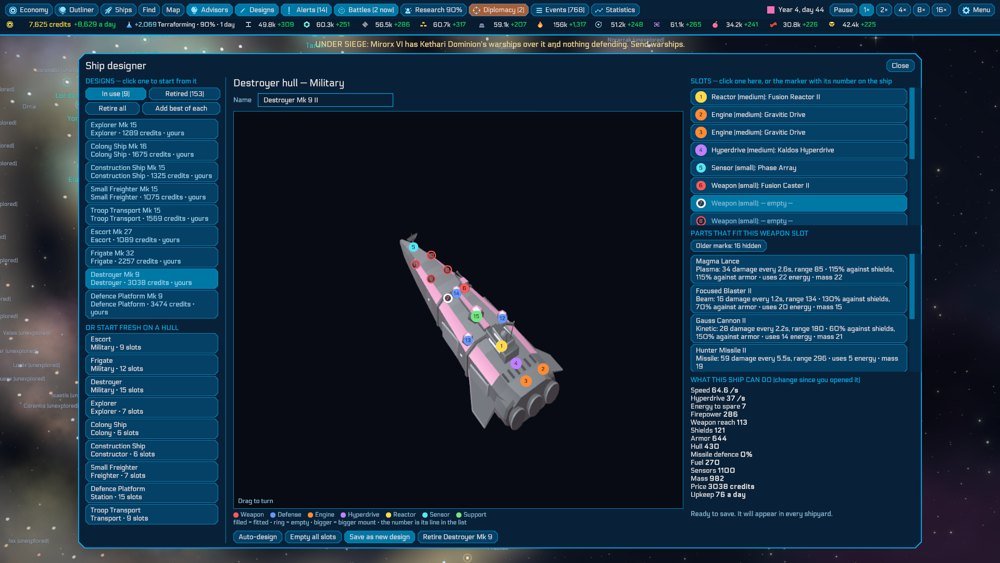 Economy Outliner Ships Find Map Advisors Designs Alerts (14) Battles (2 now) Research 90% Diplomacy (2) Events (766) Statistics Year 4, day 44 Pause 1× 2× 4× 8× 16× Menu
7,625 credits +8,629 a day 2,069 Terraforming · 90% · 1 day 49.8k +309 60.3k +251 56.5k +286 60.7k +317 59.1k +207 156k +1317 51.2k +248 61.1k +265 34.2k +241 30.8k +226 42.4k +225
UNDER SIEGE: Mirorx VI has Kethari Dominion's warships over it and nothing defending. Send warships.
Ship designer
Close
DESIGNS — click one to start from it
In use (9) Retired (153)
Retire all Add best of each
Explorer Mk 15
Explorer · 1289 credits · yours
Colony Ship Mk 16
Colony Ship · 1675 credits · yours
Construction Ship Mk 15
Construction Ship · 1325 credits · yours
Small Freighter Mk 15
Small Freighter · 1075 credits · yours
Troop Transport Mk 15
Troop Transport · 1569 credits · yours
Escort Mk 27
Escort · 1089 credits · yours
Frigate Mk 32
Frigate · 2257 credits · yours
Destroyer Mk 9
Destroyer · 3038 credits · yours
Defence Platform Mk 9
Defence Platform · 3474 credits ·
yours
OR START FRESH ON A HULL
Escort
Military · 9 slots
Frigate
Military · 12 slots
Destroyer
Military · 15 slots
Explorer
Explorer · 7 slots
Colony Ship
Colony · 6 slots
Construction Ship
Constructor · 6 slots
Small Freighter
Freighter · 7 slots
Defence Platform
Station · 15 slots
Troop Transport
Transport · 9 slots
Destroyer hull — Military
Name Destroyer Mk 9 II
Drag to turn
Weapon Defense Engine Hyperdrive Reactor Sensor Support
filled = fitted · ring = empty · bigger = bigger mount · the number is its line in the list
Auto-design Empty all slots Save as new design Retire Destroyer Mk 9
SLOTS — click one here, or the marker with its number on the ship
1 Reactor (medium): Fusion Reactor II
2 Engine (medium): Gravitic Drive
3 Engine (medium): Gravitic Drive
4 Hyperdrive (medium): Kaldos Hyperdrive
5 Sensor (small): Phase Array
6 Weapon (small): Fusion Caster II
Weapon (small): — empty —
8 Weapon (small): — empty —
PARTS THAT FIT THIS WEAPON SLOT
Older marks: 16 hidden
Magma Lance
Plasma: 34 damage every 2.6s, range 85 · 115% against shields,
115% against armor · uses 22 energy · mass 22
Focused Blaster II
Beam: 16 damage every 1.2s, range 134 · 130% against shields,
70% against armor · uses 20 energy · mass 15
Gauss Cannon II
Kinetic: 28 damage every 2.2s, range 180 · 60% against shields,
150% against armor · uses 14 energy · mass 21
Hunter Missile II
Missile: 59 damage every 5.5s, range 296 · uses 5 energy · mass
19
WHAT THIS SHIP CAN DO (change since you opened it)
Speed 64.6 /s
Hyperdrive 37 /s
Energy to spare 7
Firepower 286
Weapon reach 113
Shields 121
Armor 644
Hull 430
Missile defence 0%
Fuel 270
Sensors 1100
Mass 982
Price 3038 credits
Upkeep 76 a day
Ready to save. It will appear in every shipyard.